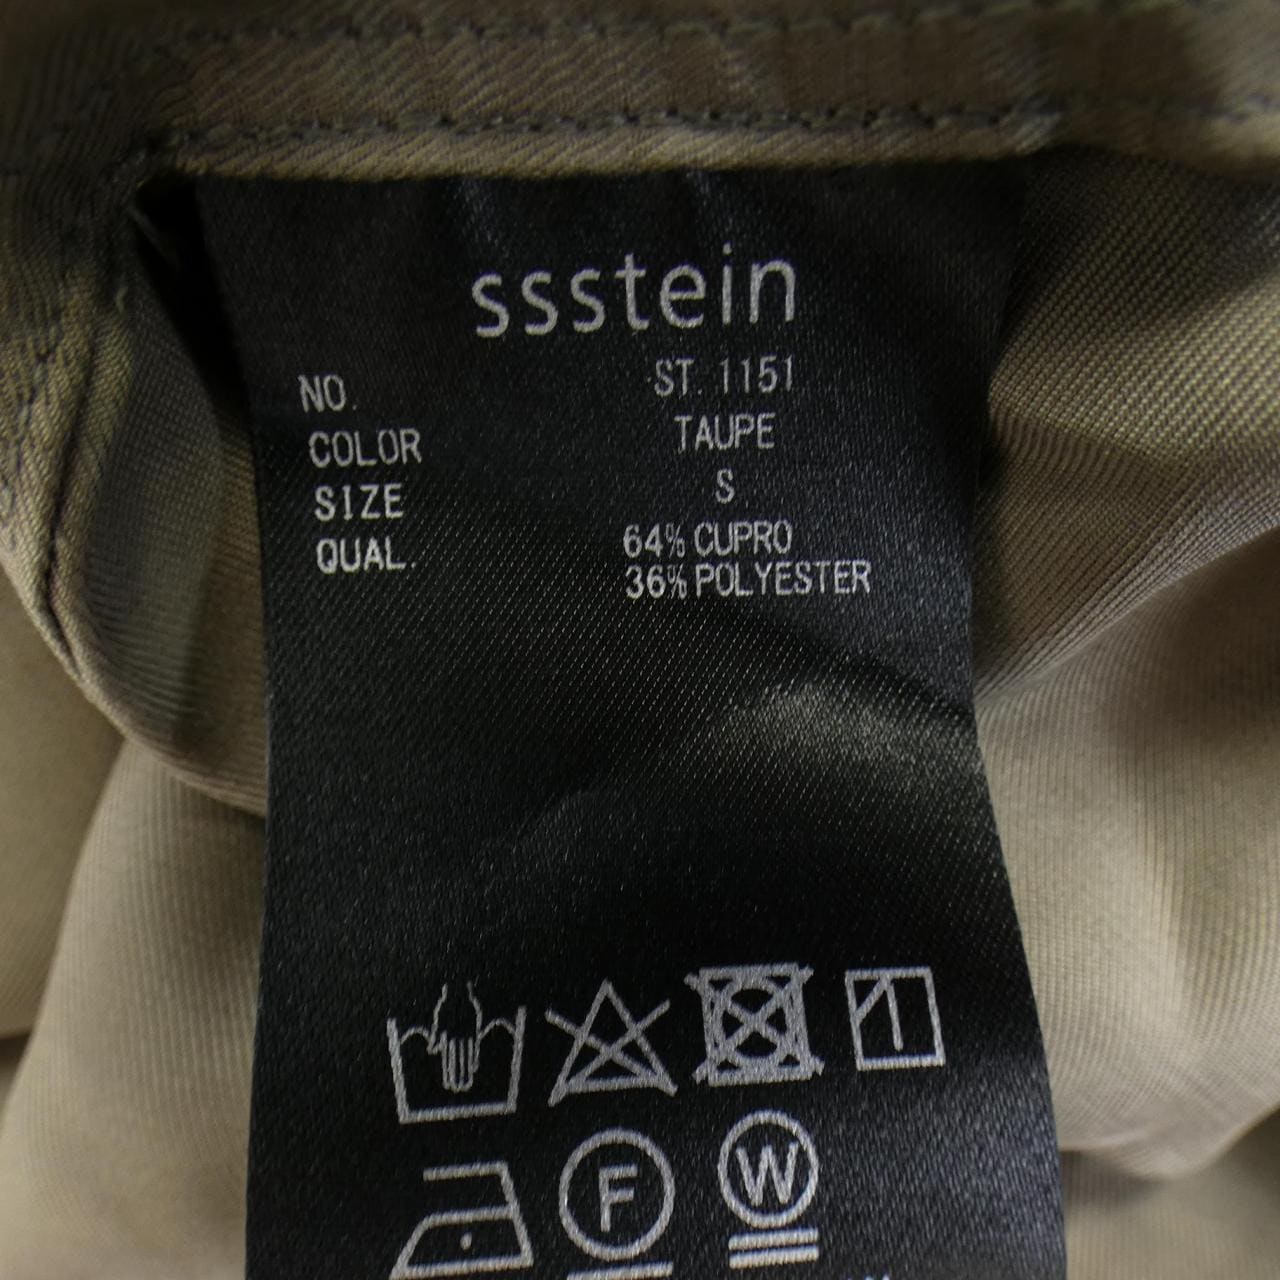 ssstein
NO. ST. 1151
COLOR TAUPE
SIZE S
QUAL. 64% CUPRO
36% POLYESTER
F W